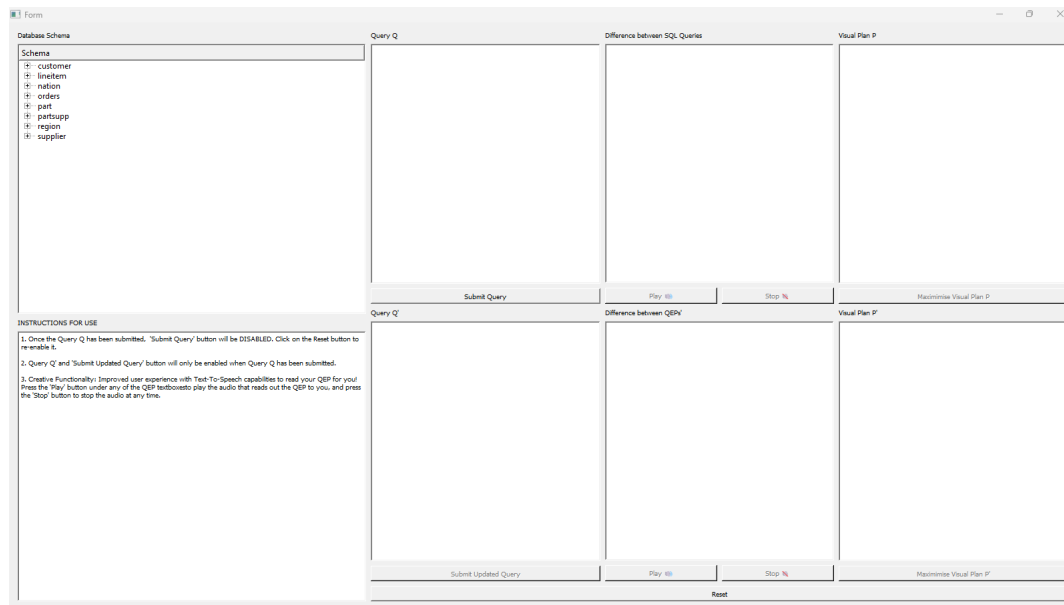 Form
Database Schema
Schema
customer
lineitem
nation
orders
part
partsupp
region
supplier
INSTRUCTIONS FOR USE
1. Once the Query Q has been submitted, 'Submit Query' button will be DISABLED. Click on the Reset button to
re-enable it.
2. Query Q' and 'Submit Updated Query' button will only be enabled when Query Q has been submitted.
3. Creative Functionality: Improved user experience with Text-To-Speech capabilities to read your QEP for you!
Press the 'Play' button under any of the QEP textboxesto play the audio that reads out the QEP to you, and press
the 'Stop' button to stop the audio at any time.
Query Q
Submit Query
Difference between SQL Queries
Play
Stop
Visual Plan P
Maximimise Visual Plan P
Query Q'
Submit Updated Query
Difference between QEPs'
Play
Stop
Visual Plan P'
Maximimise Visual Plan P'
Reset